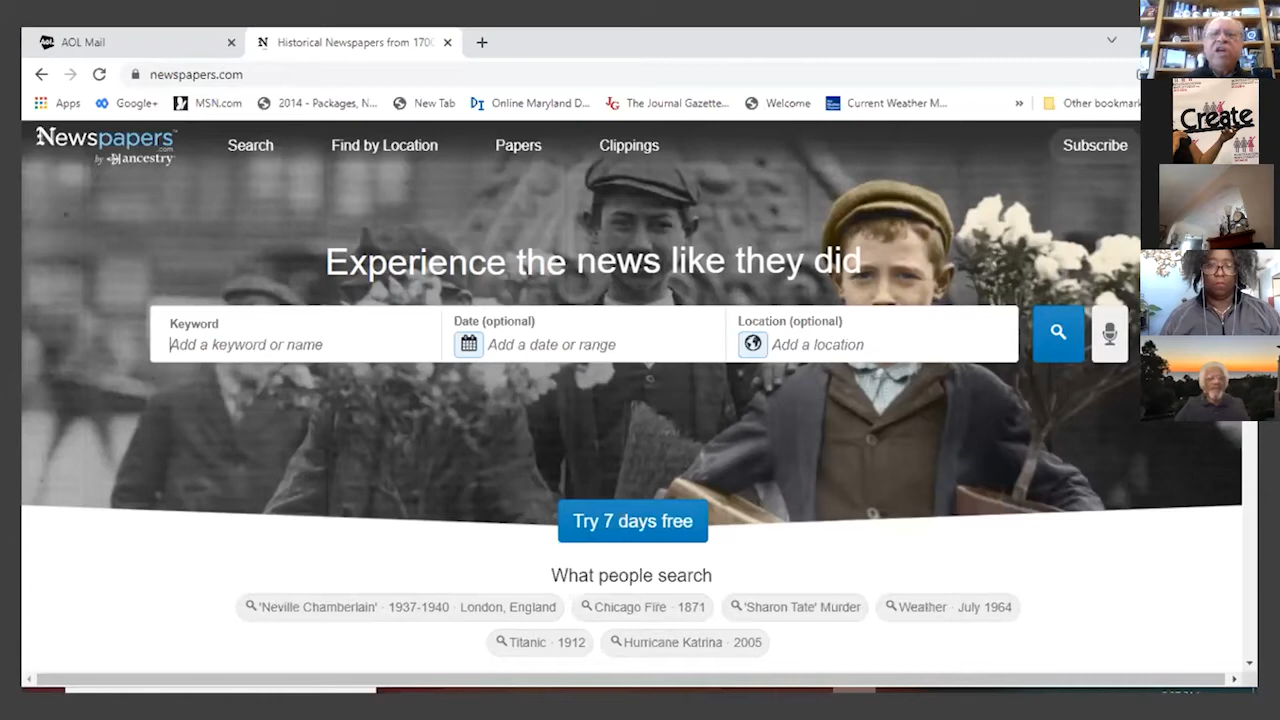 AOL Mail
Historical Newspapers from 170
newspapers.com
Apps
Google+
MSN.com
2014 - Packages, N...
New Tab
Online Maryland D...
The Journal Gazette...
Welcome
Current Weather M...
»
Other bookmark
Newspapers.com
by ancestry
Search
Find by Location
Papers
Clippings
Subscribe
Create
Experience the news like they did
Keyword
Add a keyword or name
Date (optional)
Add a date or range
Location (optional)
Add a location
Try 7 days free
What people search
'Neville Chamberlain' · 1937-1940 · London, England
Chicago Fire · 1871
'Sharon Tate' Murder
Weather · July 1964
Titanic · 1912
Hurricane Katrina · 2005